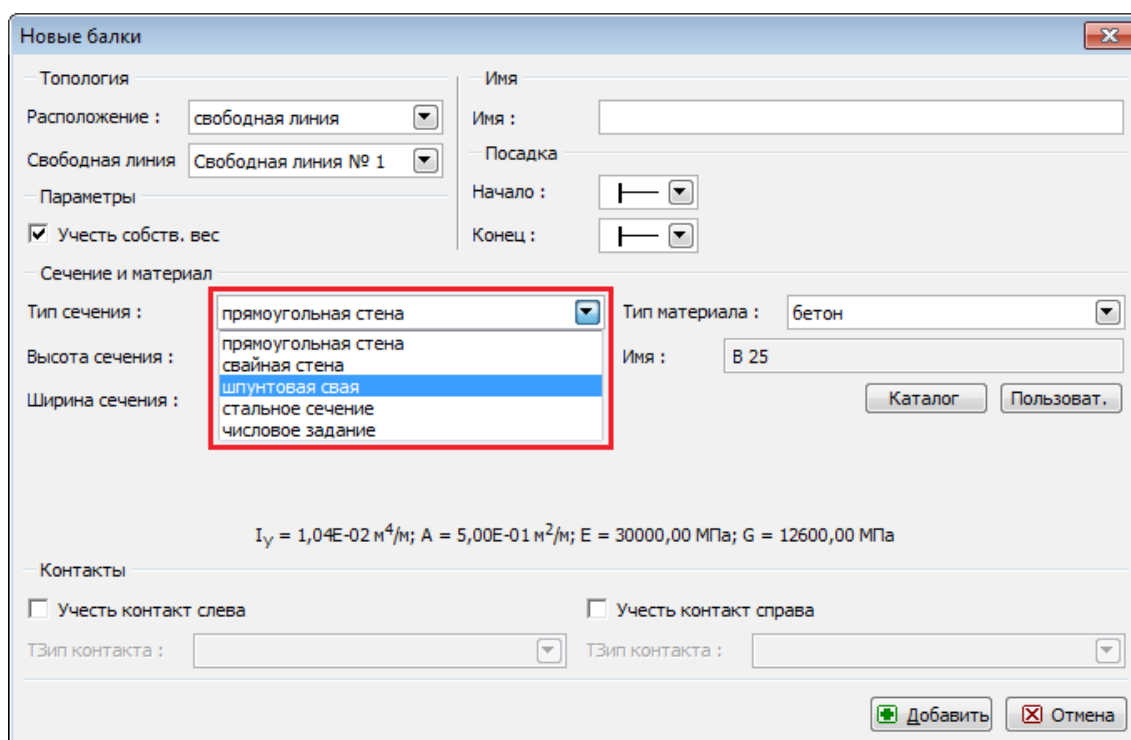 Новые балки
Топология
Расположение : свободная линия
Свободная линия Свободная линия № 1
Параметры
Учесть собств. вес
Имя
Имя :
Посадка
Начало :
Конец :
Сечение и материал
Тип сечения : прямоугольная стена
прямоугольная стена
свайная стена
шпунтовая свая
стальное сечение
числовое задание
Высота сечения :
Ширина сечения :
Тип материала : бетон
Имя : B 25
Каталог Пользоват.
Iy = 1,04E-02 м4/м; A = 5,00E-01 м2/м; E = 30000,00 МПа; G = 12600,00 МПа
Контакты
Учесть контакт слева Учесть контакт справа
ТЗип контакта : ТЗип контакта :
Добавить Отмена